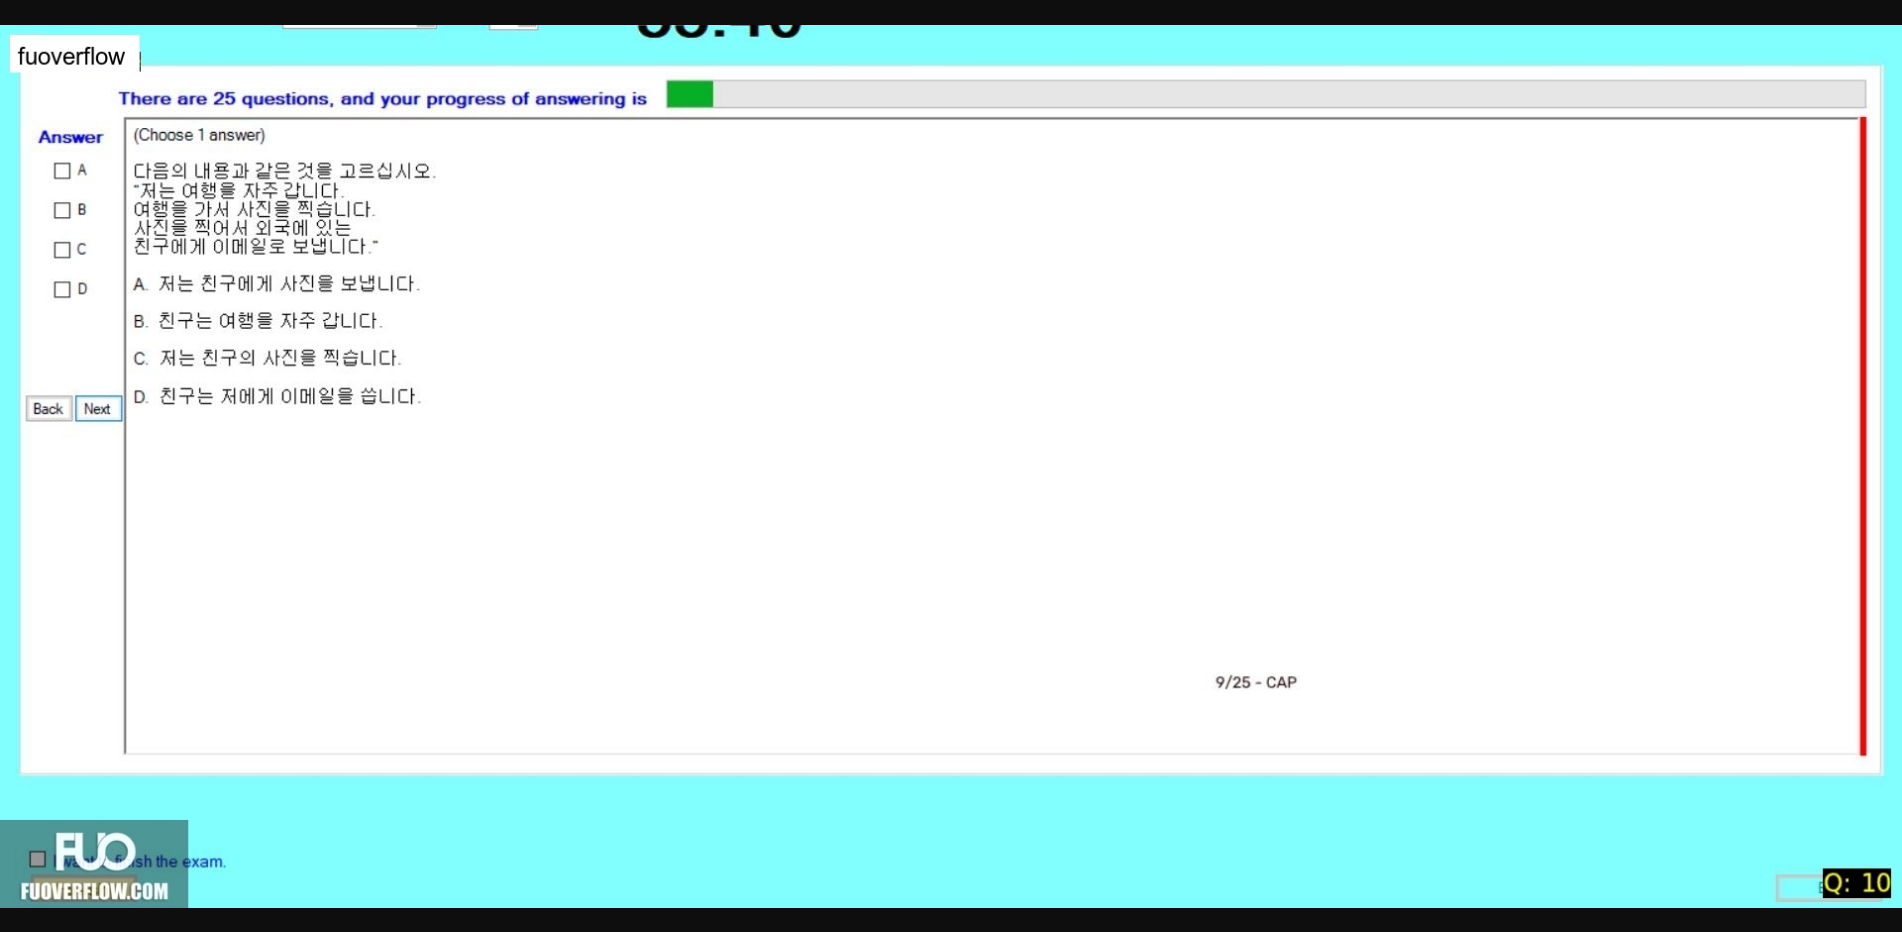 fuoverflow
There are 25 questions, and your progress of answering is
Answer
(Choose 1 answer)
A
B
C
D
다음의 내용과 같은 것을 고르십시오.
"저는 여행을 자주 갑니다.
여행을 가서 사진을 찍습니다.
사진을 찍어서 외국에 있는
친구에게 이메일로 보냅니다."
A. 저는 친구에게 사진을 보냅니다.
B. 친구는 여행을 자주 갑니다.
C. 저는 친구의 사진을 찍습니다.
D. 친구는 저에게 이메일을 씁니다.
Back Next
9/25 - CAP
FUO
the exam.
FUOVERFLOW.COM
Q: 10